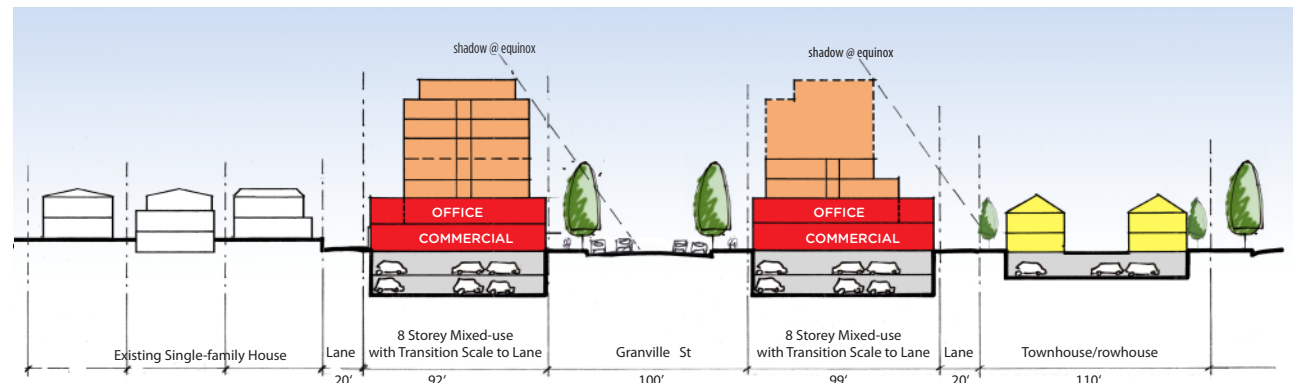 shadow @ equinox
shadow @ equinox
OFFICE
COMMERCIAL
OFFICE
COMMERCIAL
Existing Single-family House
Lane
8 Storey Mixed-use
with Transition Scale to Lane
Granville St
8 Storey Mixed-use
with Transition Scale to Lane
Lane
Townhouse/rowhouse
20'
92'
100'
99'
20'
110'